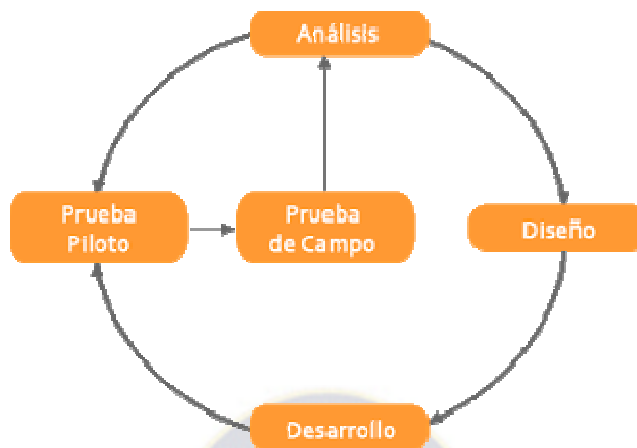 Análisis
Prueba
Piloto
Prueba
de Campo
Diseño
Desarrollo